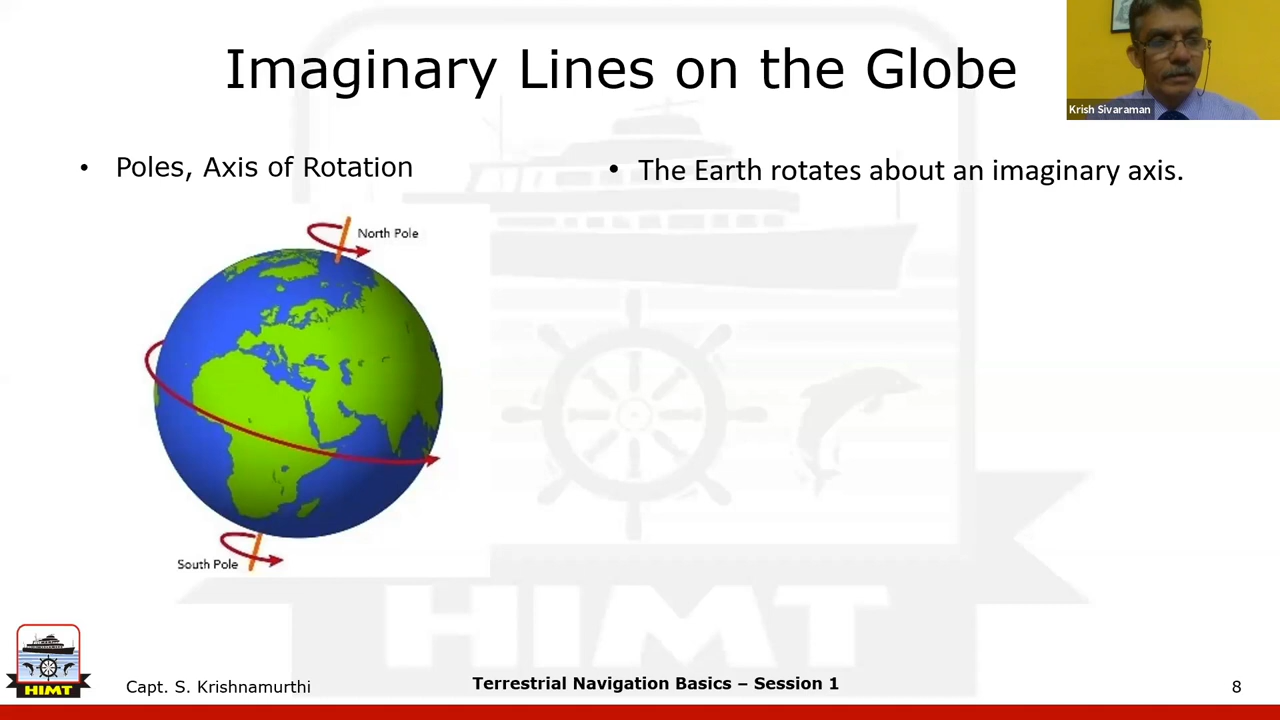 Imaginary Lines on the Globe
Krish Sivaraman
• Poles, Axis of Rotation
• The Earth rotates about an imaginary axis.
North Pole
South Pole
HIMT
HIMT
Capt. S. Krishnamurthi
Terrestrial Navigation Basics – Session 1
8